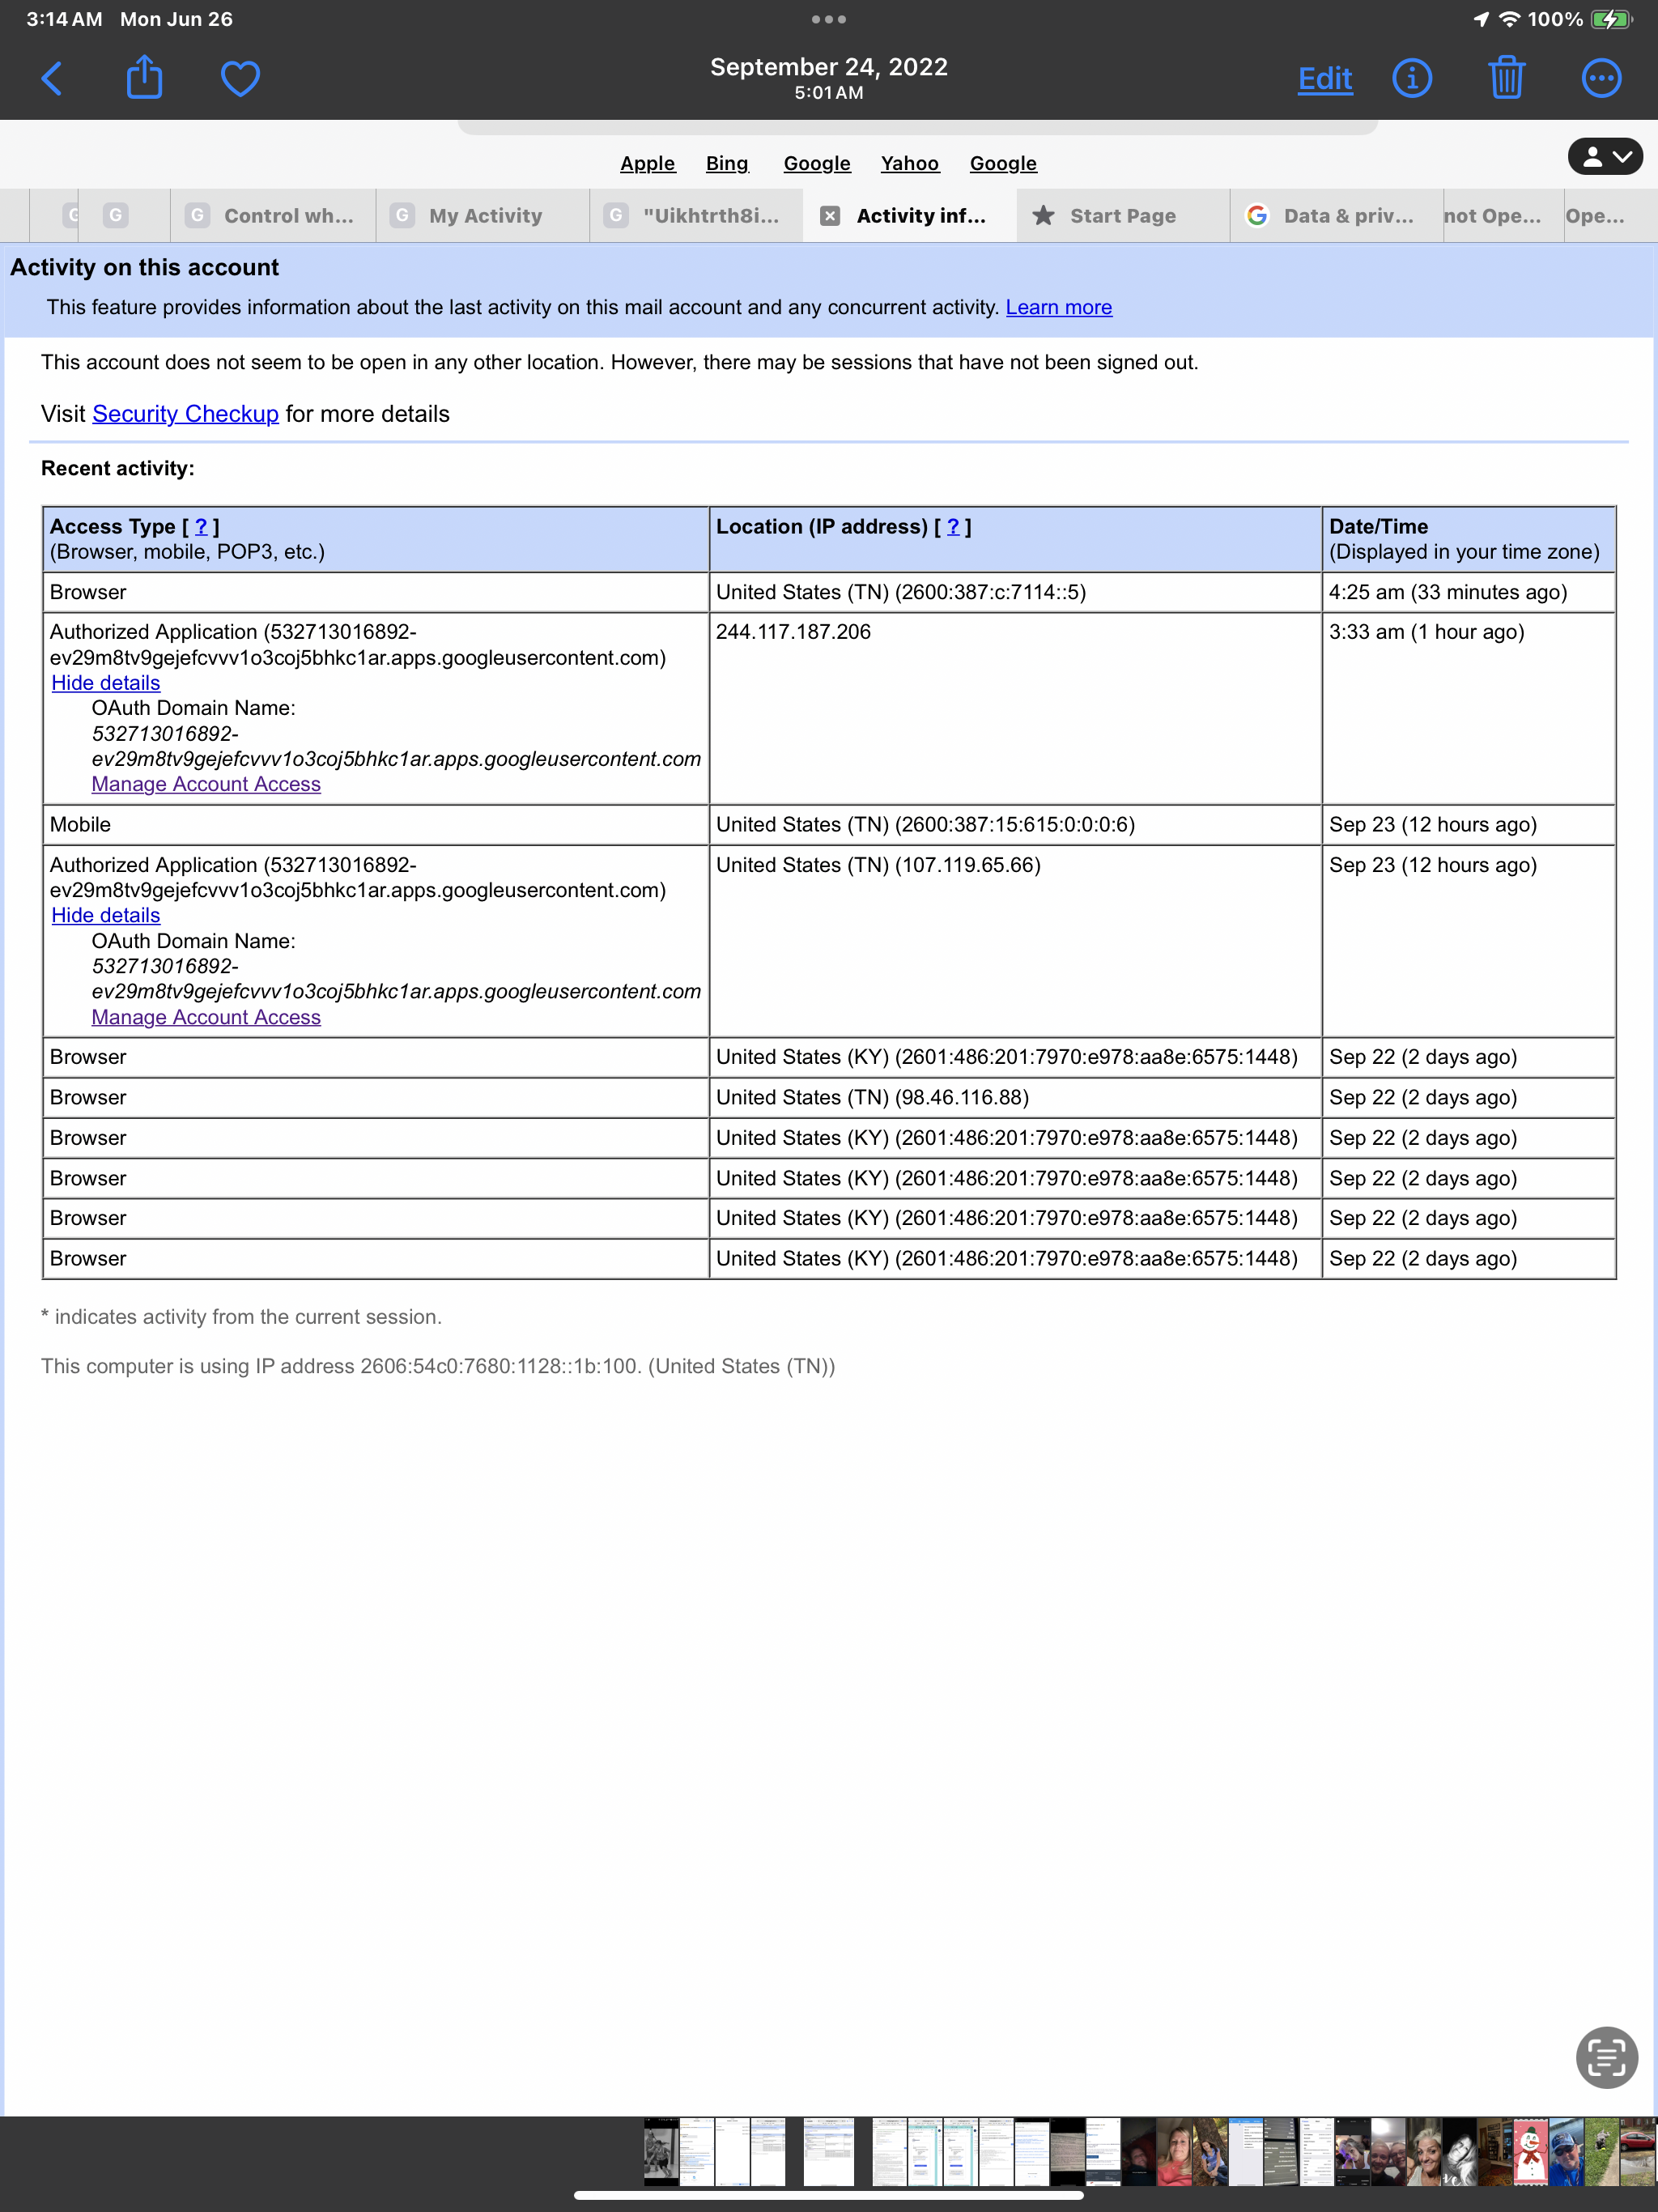 3:14 AM Mon Jun 26
100%
September 24, 2022
5:01 AM
Edit
Apple Bing Google Yahoo Google
G Control wh...
G My Activity
G "Uikhtrth8i...
Activity inf...
Start Page
G Data & priv...
not Ope...
Ope...
Activity on this account
This feature provides information about the last activity on this mail account and any concurrent activity. Learn more
This account does not seem to be open in any other location. However, there may be sessions that have not been signed out.
Visit Security Checkup for more details
Recent activity:
Access Type [ ? ]
(Browser, mobile, POP3, etc.)
Location (IP address) [ ? ]
Date/Time
(Displayed in your time zone)
Browser United States (TN) (2600:387:c:7114::5) 4:25 am (33 minutes ago)
Authorized Application (532713016892- 244.117.187.206 3:33 am (1 hour ago)
ev29m8tv9gejefcvvv1o3coj5bhkc1ar.apps.googleusercontent.com)
Hide details
OAuth Domain Name:
532713016892-
ev29m8tv9gejefcvvv1o3coj5bhkc1ar.apps.googleusercontent.com
Manage Account Access
Mobile United States (TN) (2600:387:15:615:0:0:0:6) Sep 23 (12 hours ago)
Authorized Application (532713016892- United States (TN) (107.119.65.66) Sep 23 (12 hours ago)
ev29m8tv9gejefcvvv1o3coj5bhkc1ar.apps.googleusercontent.com)
Hide details
OAuth Domain Name:
532713016892-
ev29m8tv9gejefcvvv1o3coj5bhkc1ar.apps.googleusercontent.com
Manage Account Access
Browser United States (KY) (2601:486:201:7970:e978:aa8e:6575:1448) Sep 22 (2 days ago)
Browser United States (TN) (98.46.116.88) Sep 22 (2 days ago)
Browser United States (KY) (2601:486:201:7970:e978:aa8e:6575:1448) Sep 22 (2 days ago)
Browser United States (KY) (2601:486:201:7970:e978:aa8e:6575:1448) Sep 22 (2 days ago)
Browser United States (KY) (2601:486:201:7970:e978:aa8e:6575:1448) Sep 22 (2 days ago)
Browser United States (KY) (2601:486:201:7970:e978:aa8e:6575:1448) Sep 22 (2 days ago)
* indicates activity from the current session.
This computer is using IP address 2606:54c0:7680:1128::1b:100. (United States (TN))